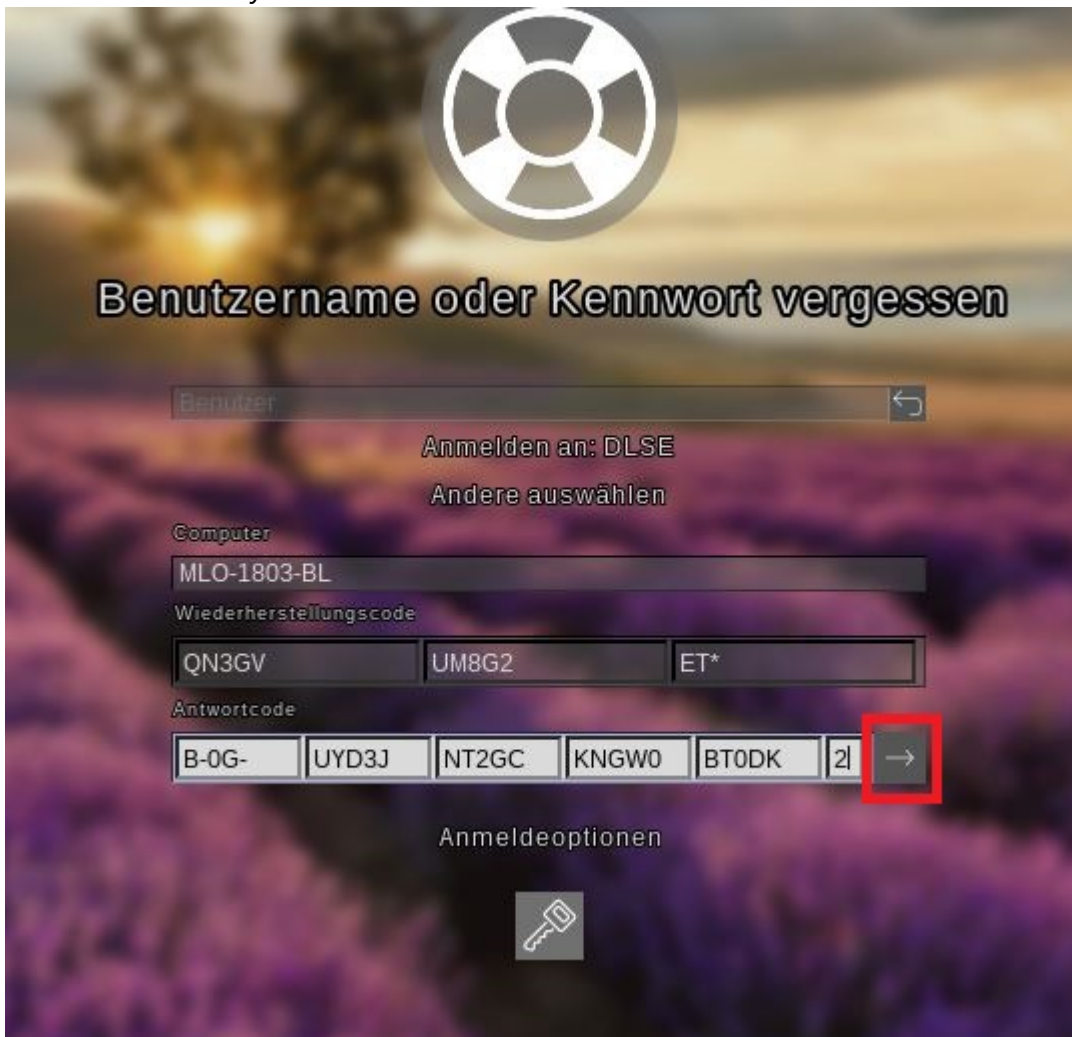 Benutzername oder Kennwort vergessen
Benutzer
Anmelden an: DLSE
Andere auswählen
Computer
MLO-1803-BL
Wiederherstellungscode
QN3GV UM8G2 ET*
Antwortcode
B-0G- UYD3J NT2GC KNGW0 BT0DK 2
Anmeldeoptionen